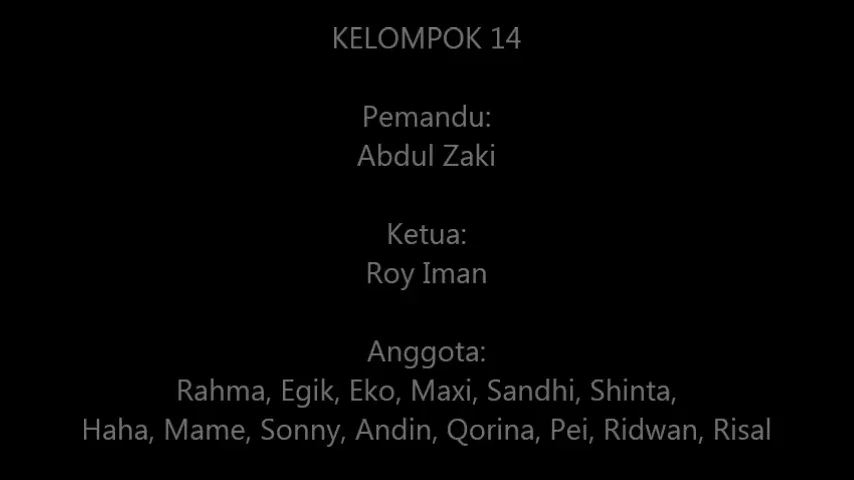 KELOMPOK 14
Pemandu:
Abdul Zaki
Ketua:
Roy Iman
Anggota:
Rahma, Egik, Eko, Maxi, Sandhi, Shinta,
Haha, Mame, Sonny, Andin, Qorina, Pei, Ridwan, Risal